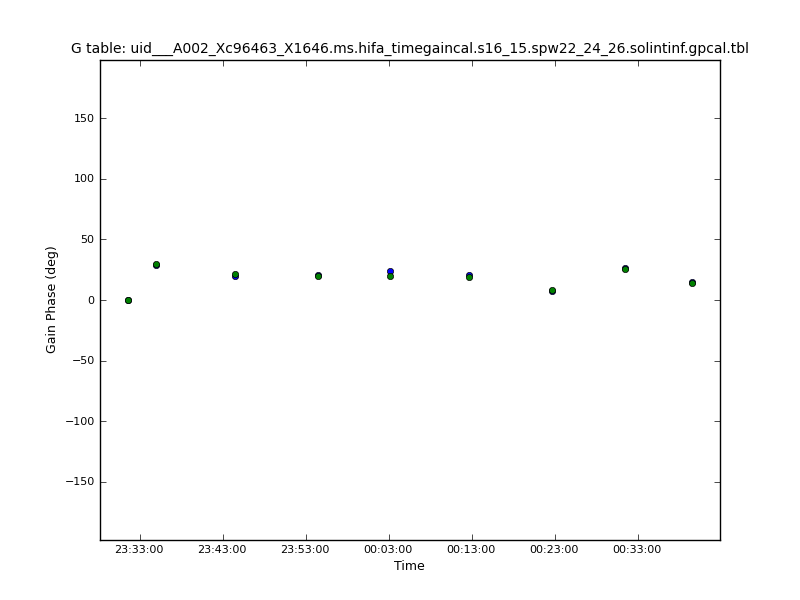 G table: uid___A002_Xc96463_X1646.ms.hifa_timegaincal.s16_15.spw22_24_26.solintinf.gpcal.tbl
150
100
50
0
−50
−100
−150
Gain Phase (deg)
23:33:00 23:43:00 23:53:00 00:03:00 00:13:00 00:23:00 00:33:00
Time